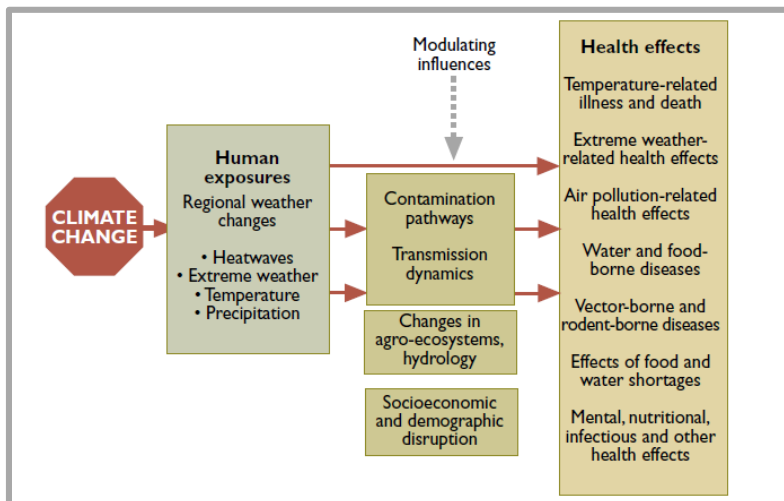 Modulating
influences
CLIMATE
CHANGE
Human
exposures
Regional weather
changes
• Heatwaves
• Extreme weather
• Temperature
• Precipitation
Contamination
pathways
Transmission
dynamics
Changes in
agro-ecosystems,
hydrology
Socioeconomic
and demographic
disruption
Health effects
Temperature-related
illness and death
Extreme weather-
related health effects
Air pollution-related
health effects
Water and food-
borne diseases
Vector-borne and
rodent-borne diseases
Effects of food and
water shortages
Mental, nutritional,
infectious and other
health effects